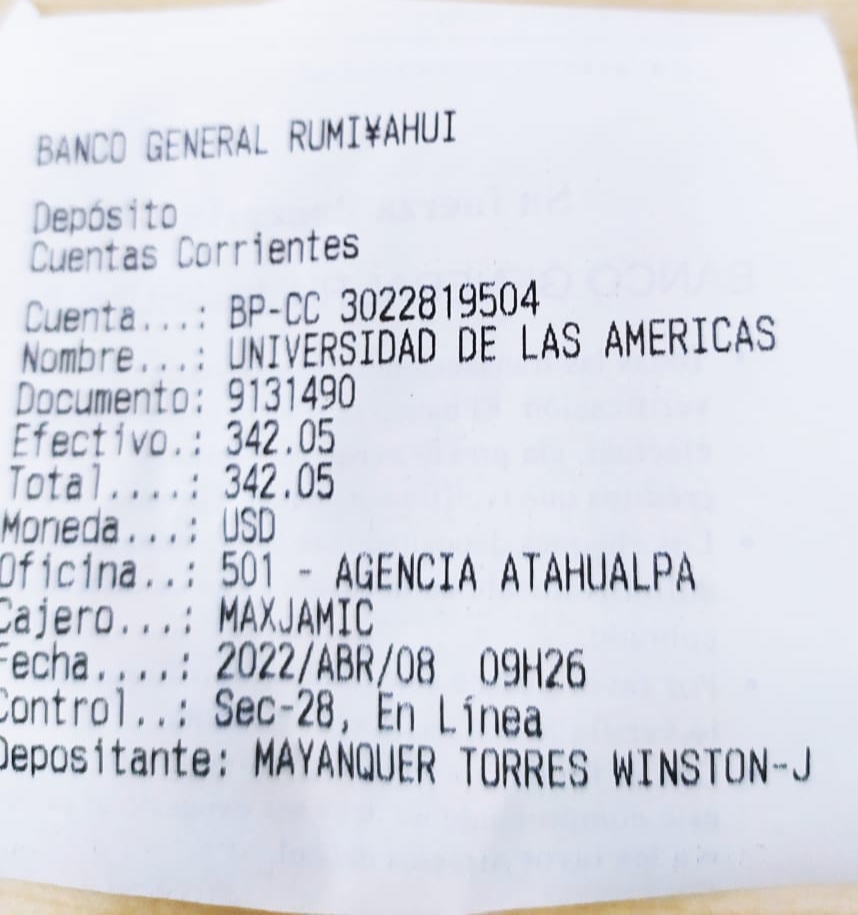 BANCO GENERAL RUMI¥AHUI
Depósito
Cuentas Corrientes
Cuenta...: BP-CC 3022819504
Nombre...: UNIVERSIDAD DE LAS AMERICAS
Documento: 9131490
Efectivo.: 342.05
Total....: 342.05
Moneda...: USD
Oficina..: 501 - AGENCIA ATAHUALPA
Cajero...: MAXJAMIC
Fecha....: 2022/ABR/08 09H26
Control..: Sec-28, En Línea
Depositante: MAYANQUER TORRES WINSTON-J